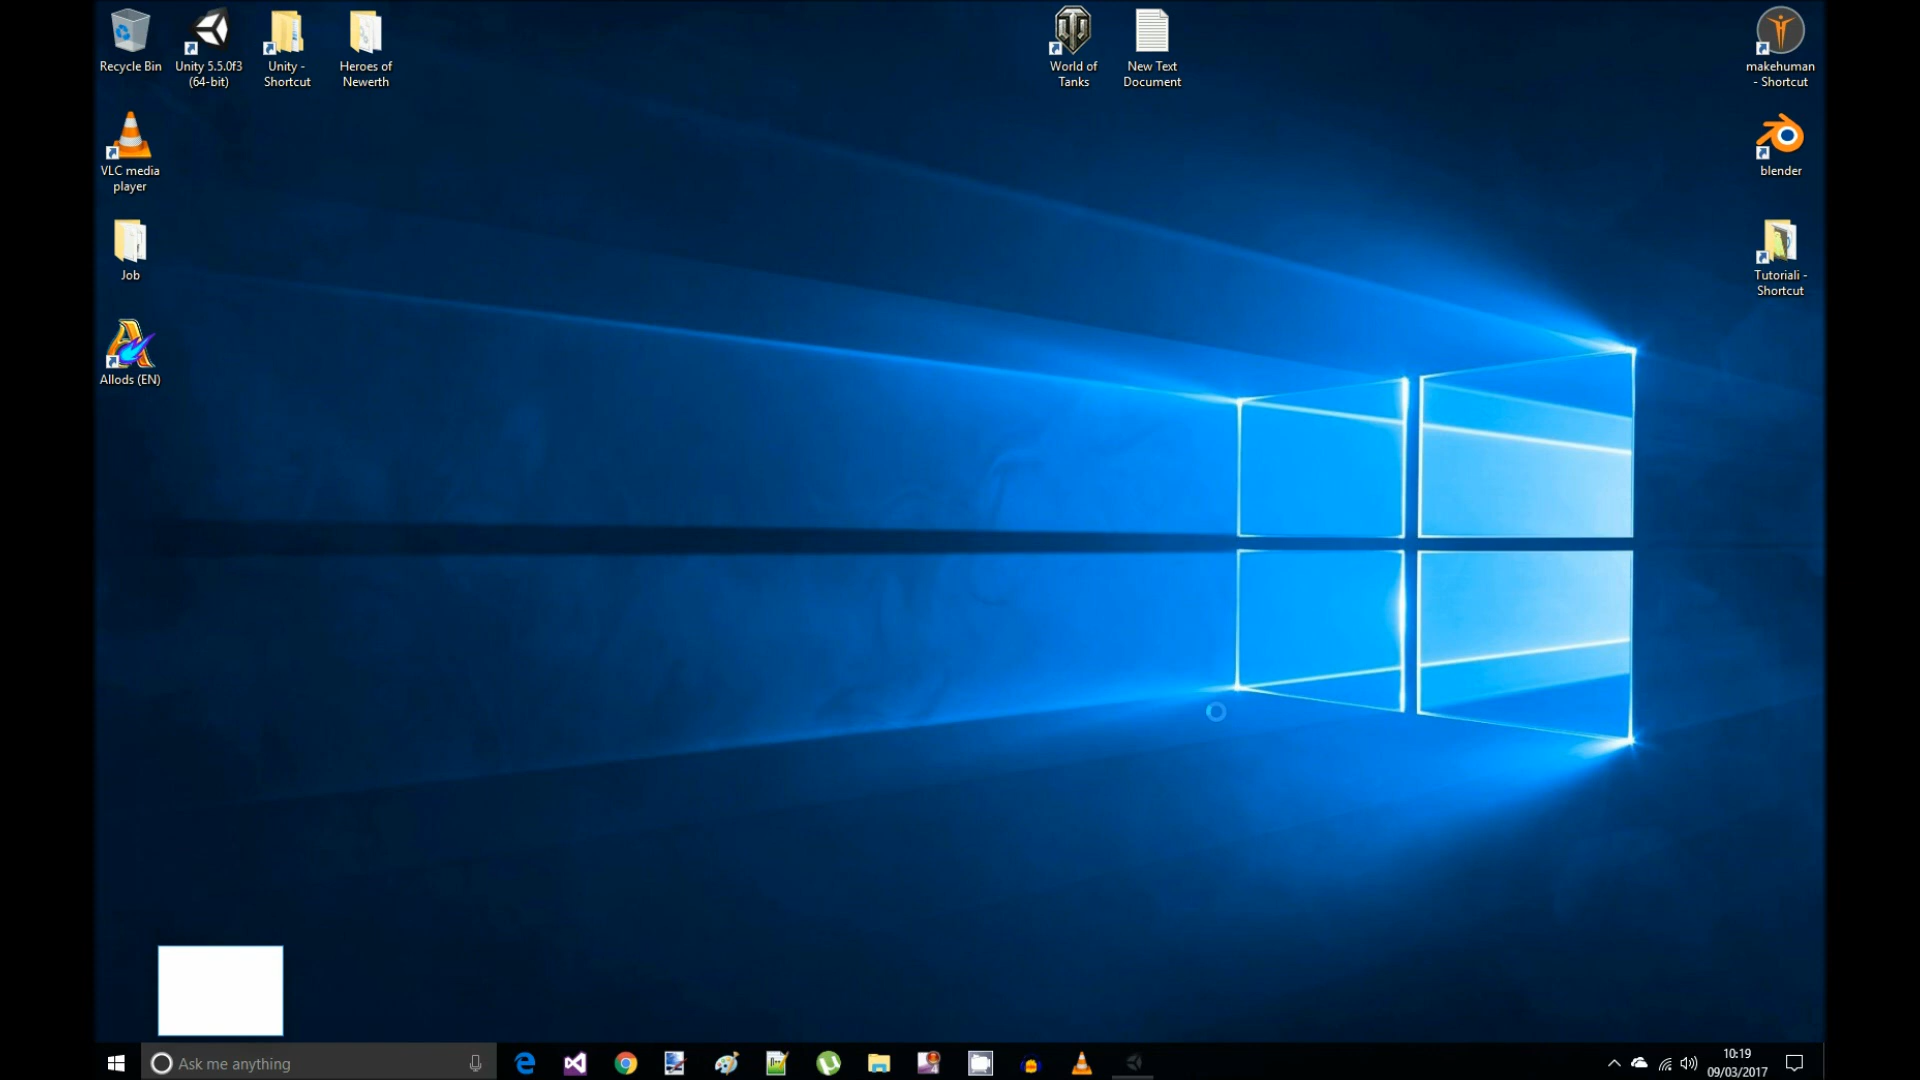 Recycle Bin
Unity 5.5.0f3
(64-bit)
Unity -
Shortcut
Heroes of
Newerth
World of
Tanks
New Text
Document
makehuman
- Shortcut
VLC media
player
blender
Job
Tutoriali -
Shortcut
Allods (EN)
Ask me anything
10:19
09/03/2017